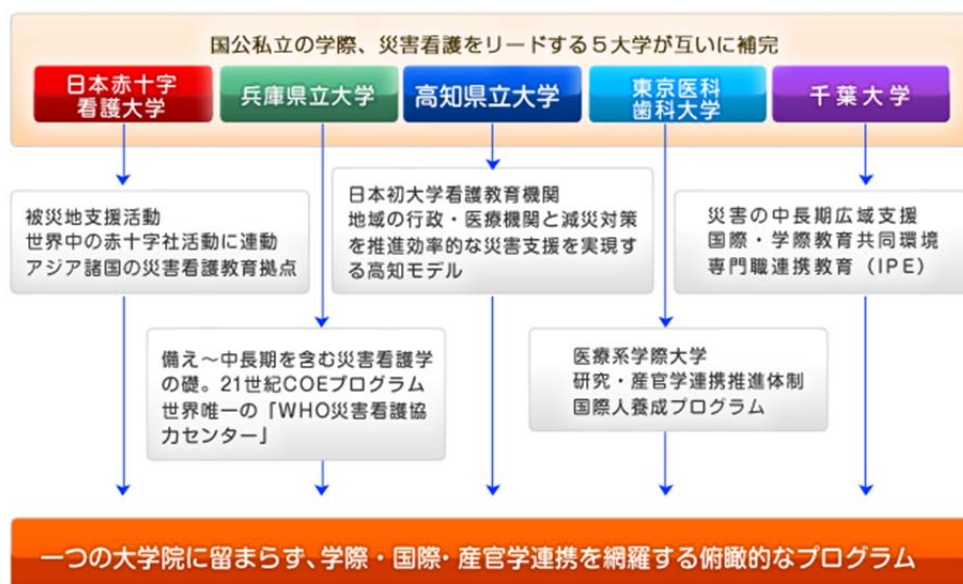 国公私立の学際、災害看護をリードする５大学が互いに補完
日本赤十字
看護大学
兵庫県立大学
高知県立大学
東京医科
歯科大学
千葉大学
被災地支援活動
世界中の赤十字社活動に連動
アジア諸国の災害看護教育拠点
日本初大学看護教育機関
地域の行政・医療機関と減災対策
を推進効率的な災害支援を実現す
る高知モデル
災害の中長期広域支援
国際・学際教育共同環境
専門職連携教育（IPE）
備え～中長期を含む災害看護学
の礎。21世紀COEプログラム
世界唯一の「WHO災害看護協
力センター」
医療系学際大学
研究・産官学連携推進体制
国際人養成プログラム
一つの大学院に留まらず、学際・国際・産官学連携を網羅する俯瞰的なプログラム